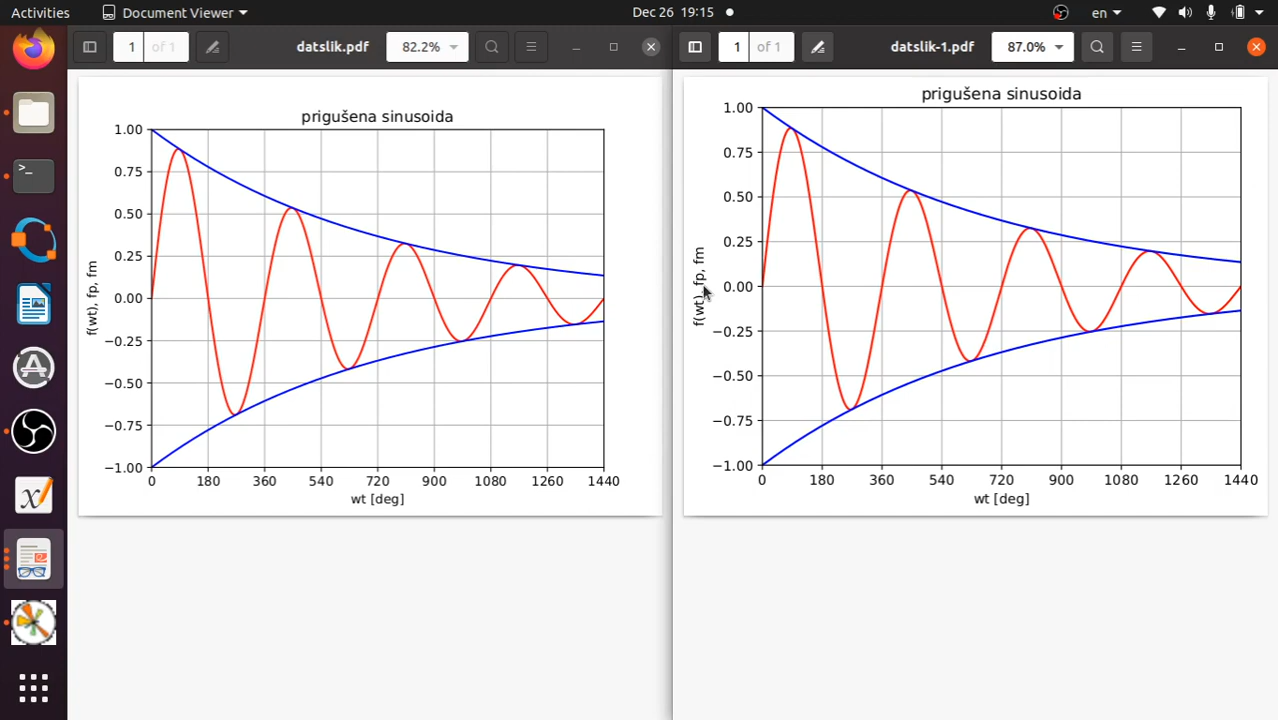 Activities
Document Viewer
Dec 26 19:15
en
1 of 1
datslik.pdf
82.2%
1 of 1
datslik-1.pdf
87.0%
prigušena sinusoida
1.00
0.75
0.50
0.25
0.00
−0.25
−0.50
−0.75
−1.00
f(wt), fp, fm
0 180 360 540 720 900 1080 1260 1440
wt [deg]
prigušena sinusoida
1.00
0.75
0.50
0.25
0.00
−0.25
−0.50
−0.75
−1.00
f(wt), fp, fm
0 180 360 540 720 900 1080 1260 1440
wt [deg]